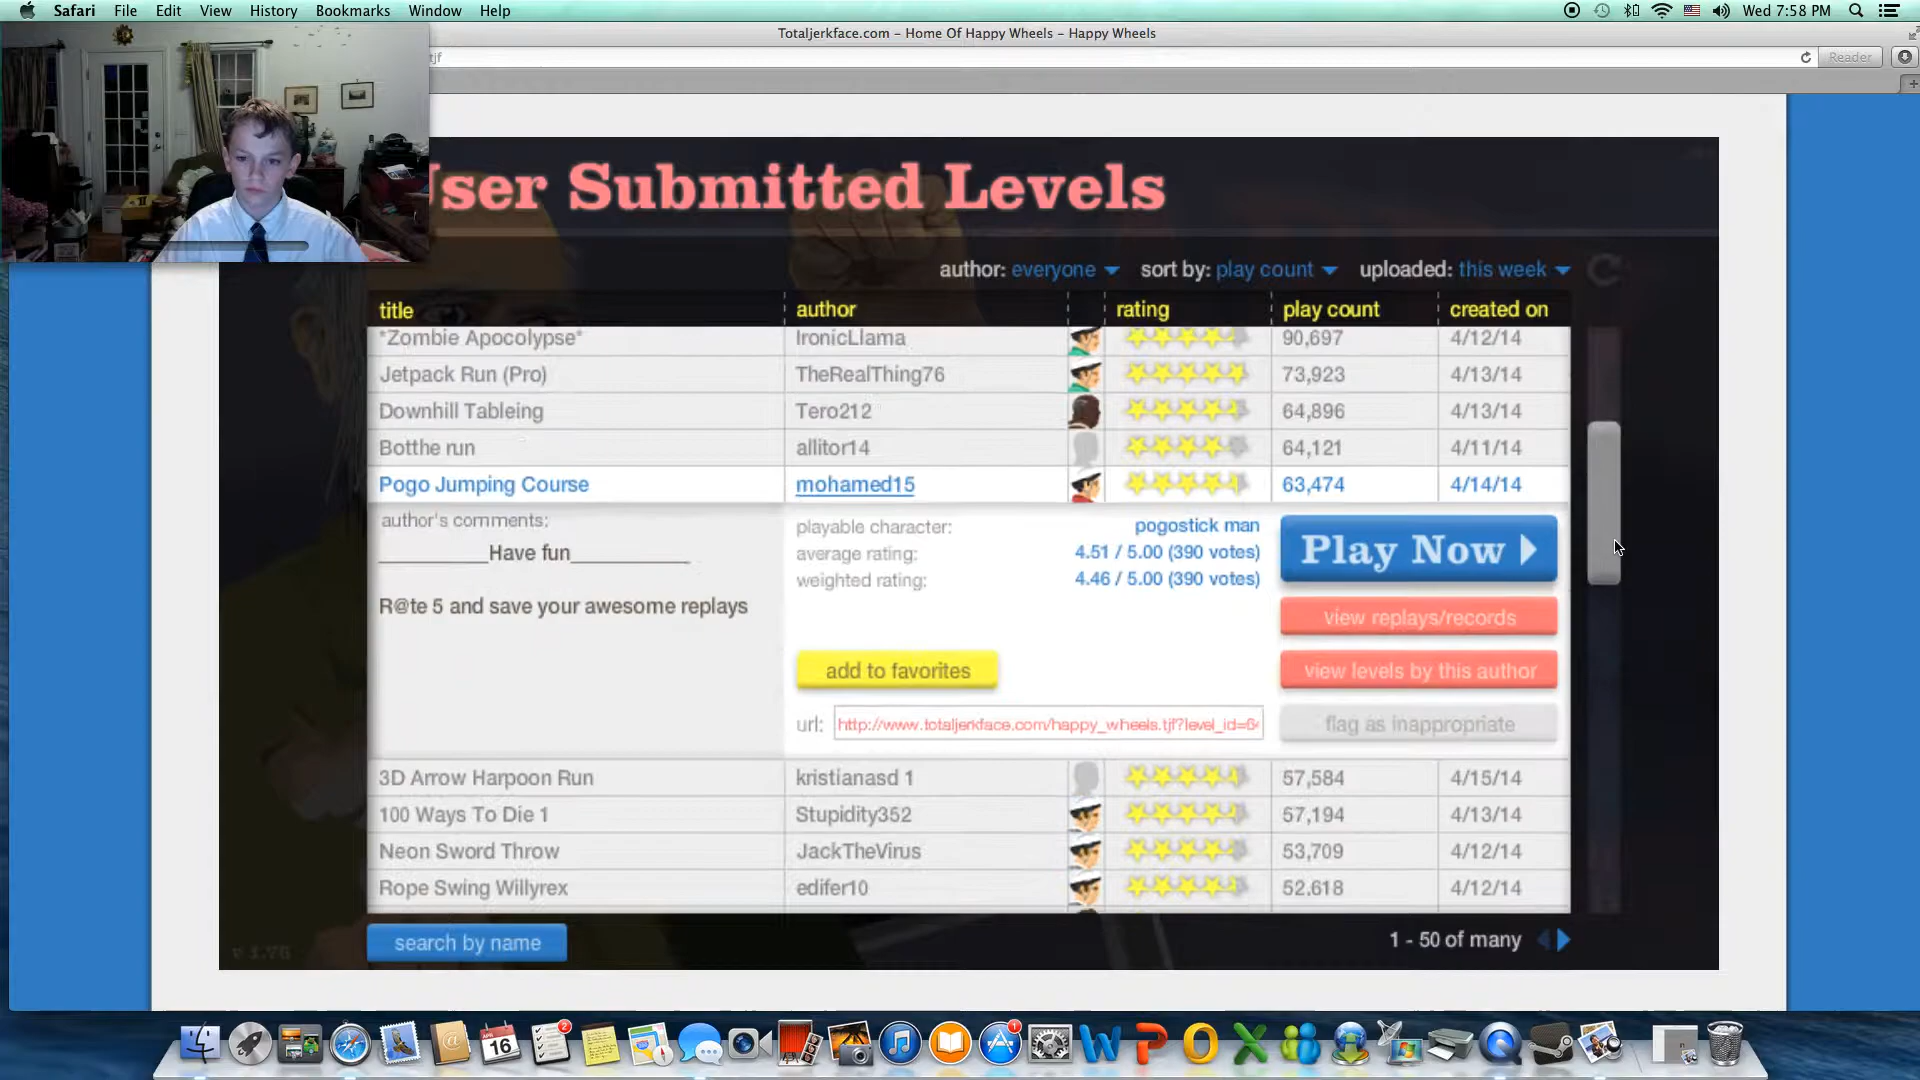 Safari File Edit View History Bookmarks Window Help Wed 7:58 PM
Totaljerkface.com – Home Of Happy Wheels – Happy Wheels
tjf Reader
User Submitted Levels
author: everyone sort by: play count uploaded: this week
title author rating play count created on
*Zombie Apocolypse* IronicLlama 90,697 4/12/14
Jetpack Run (Pro) TheRealThing76 73,923 4/13/14
Downhill Tableing Tero212 64,896 4/13/14
Botthe run allitor14 64,121 4/11/14
Pogo Jumping Course mohamed15 63,474 4/14/14
author's comments:
__________Have fun___________
R@te 5 and save your awesome replays
playable character: pogostick man
average rating: 4.51 / 5.00 (390 votes)
weighted rating: 4.46 / 5.00 (390 votes)
add to favorites
url: http://www.totaljerkface.com/happy_wheels.tjf?level_id=6
Play Now
view replays/records
view levels by this author
flag as inappropriate
3D Arrow Harpoon Run kristianasd 1 57,584 4/15/14
100 Ways To Die 1 Stupidity352 57,194 4/13/14
Neon Sword Throw JackTheVirus 53,709 4/12/14
Rope Swing Willyrex edifer10 52,618 4/12/14
v 1.76
search by name 1 - 50 of many
APR
16
2
1